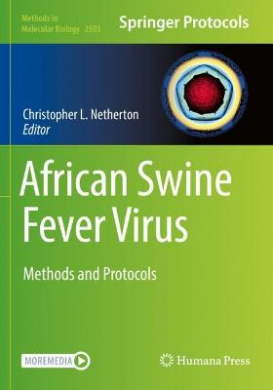 Methods in
Molecular Biology 2503
Springer Protocols
Christopher L. Netherton
Editor
African Swine
Fever Virus
Methods and Protocols
MOREMEDIA
Humana Press